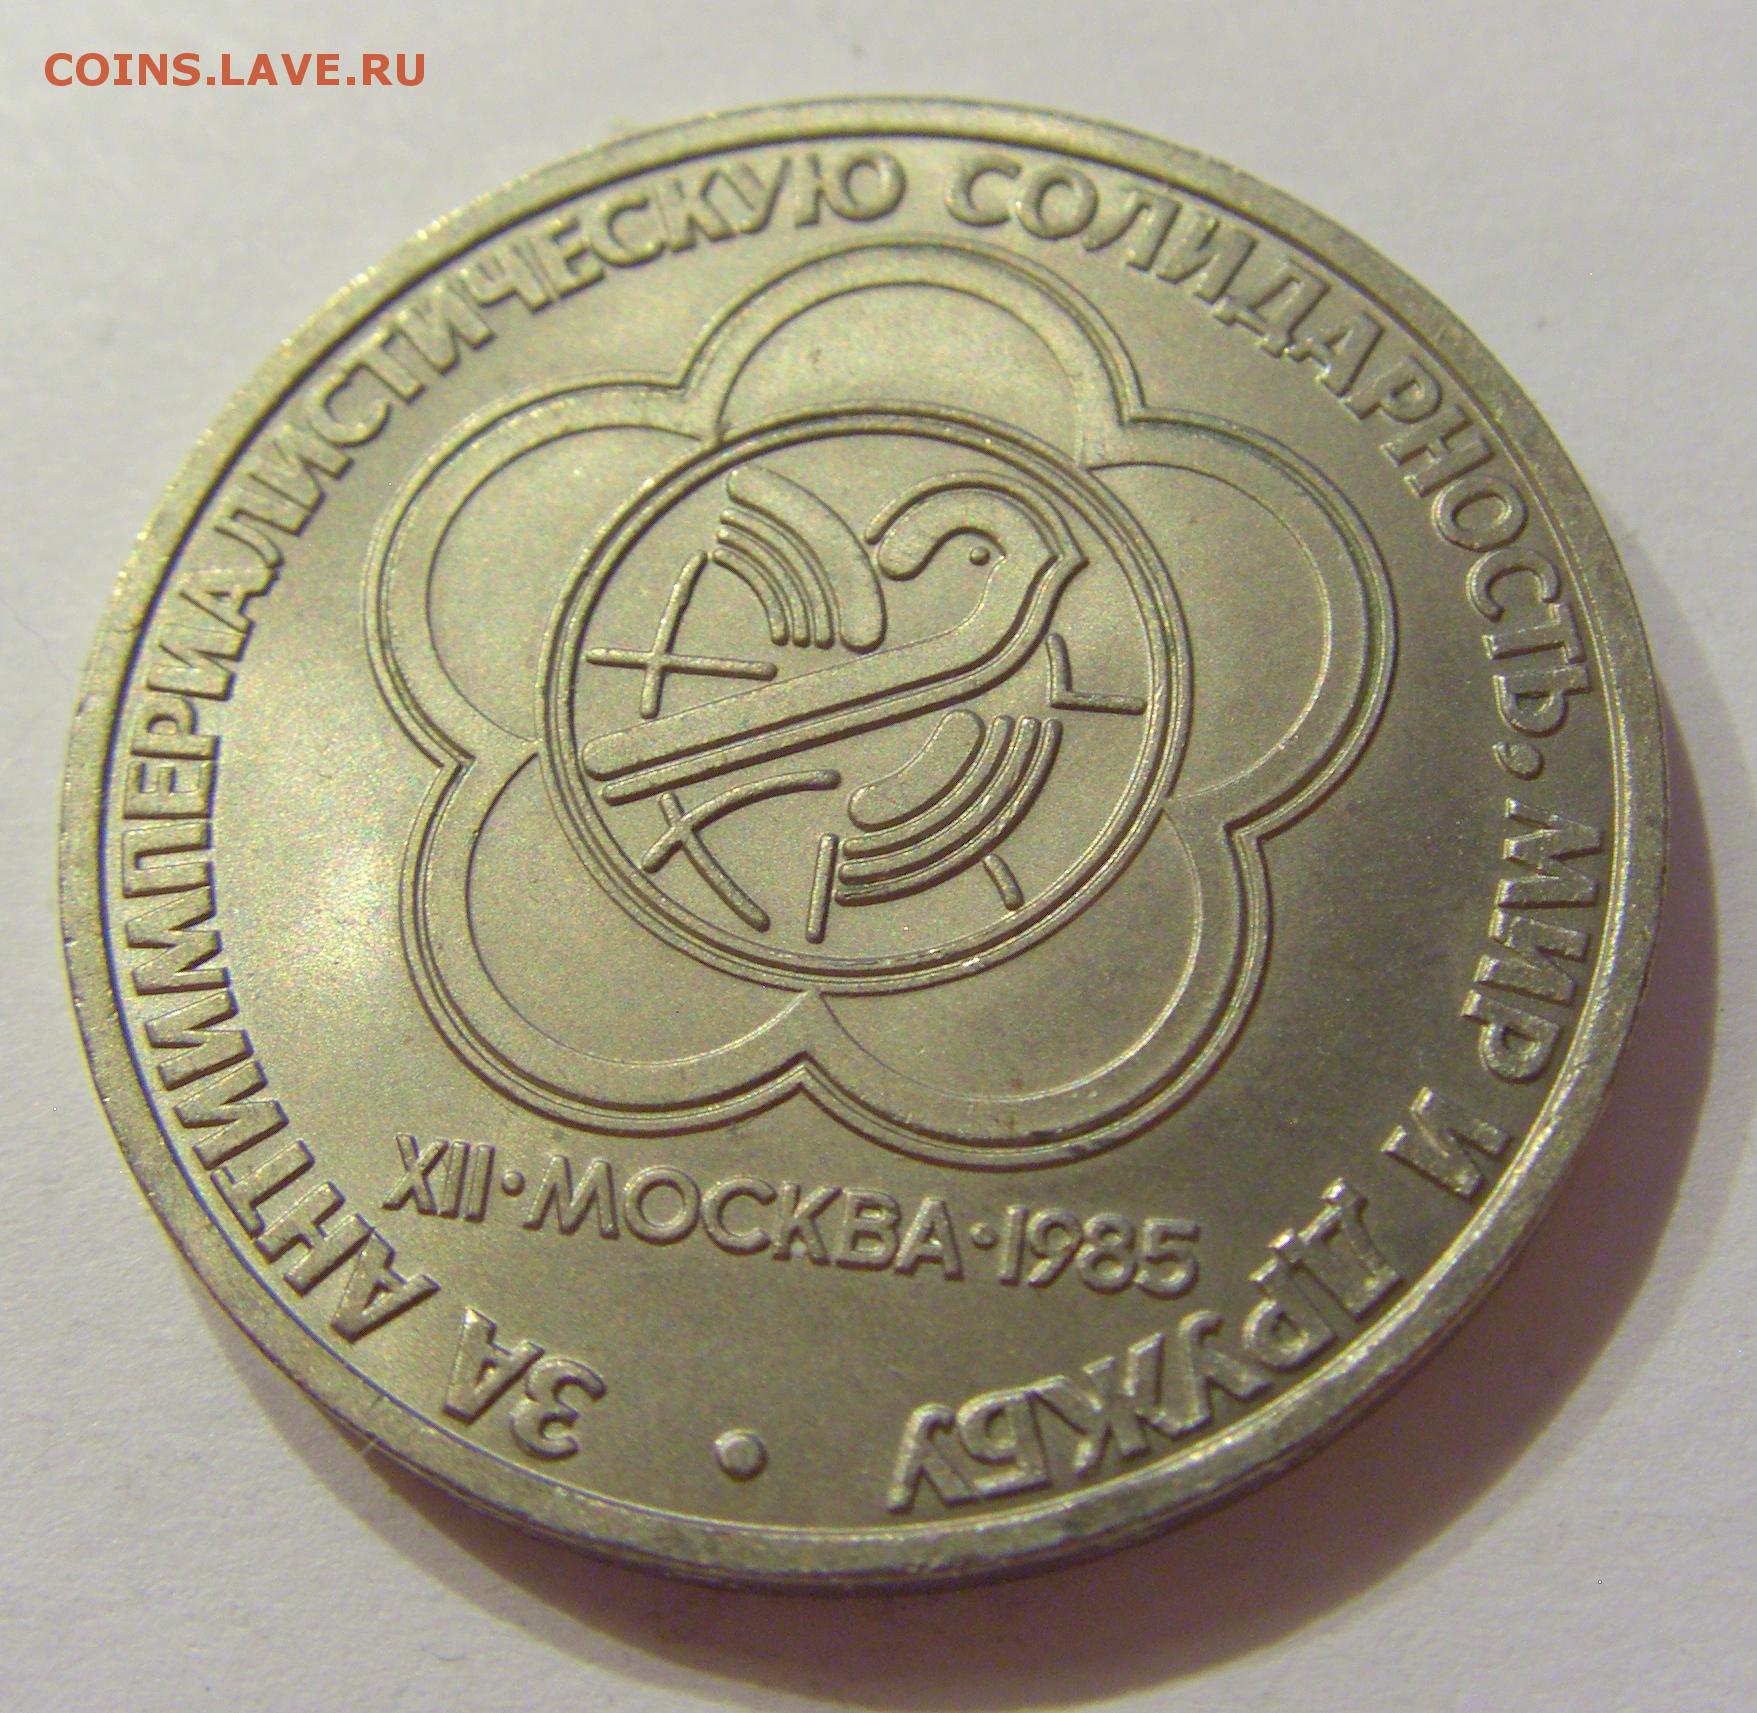 COINS.LAVE.RU
ЗА АНТИИМПЕРИАЛИСТИЧЕСКУЮ СОЛИДАРНОСТЬ, МИР И ДРУЖБУ •
XII•МОСКВА•1985